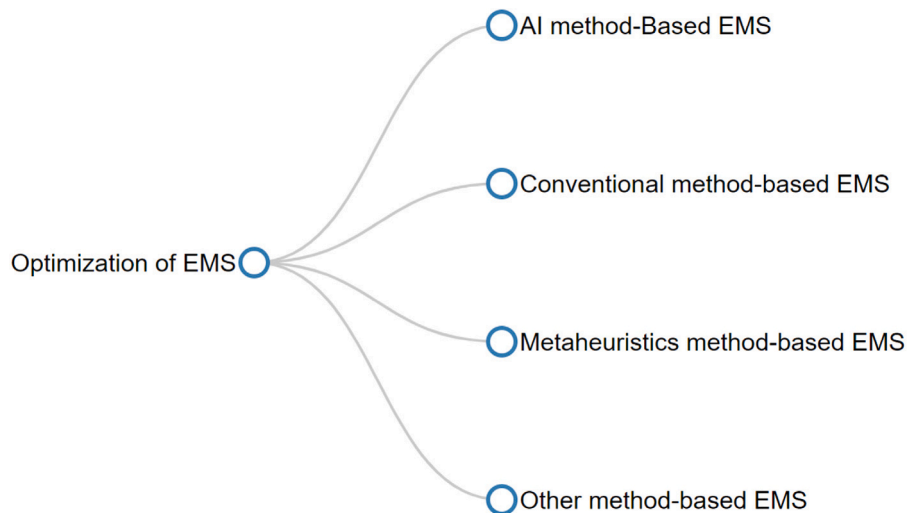 AI method-Based EMS
Conventional method-based EMS
Optimization of EMS
Metaheuristics method-based EMS
Other method-based EMS